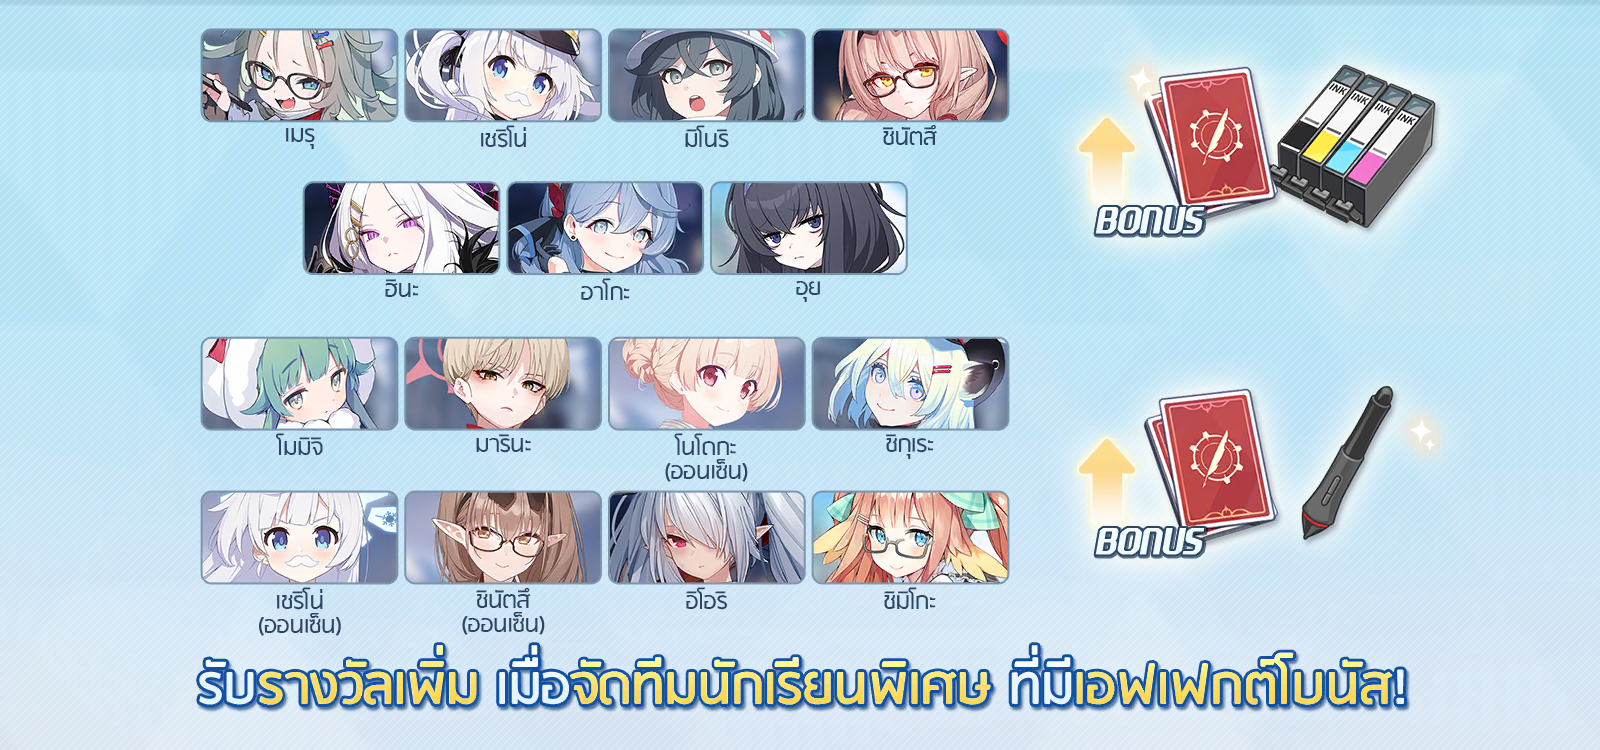 เมรุ
เชริโน่
มิโนริ
ชินัตสึ
INK
INK
INK
INK
BONUS
ฮินะ
อาโกะ
อุย
โมมิจิ
มารินะ
โนโดกะ
(ออนเซ็น)
ชิกุเระ
BONUS
เชริโน่
(ออนเซ็น)
ชินัตสึ
(ออนเซ็น)
อิโอริ
ชิมิโกะ
รับรางวัลเพิ่ม เมื่อจัดทีมนักเรียนพิเศษ ที่มีเอฟเฟกต์โบนัส!